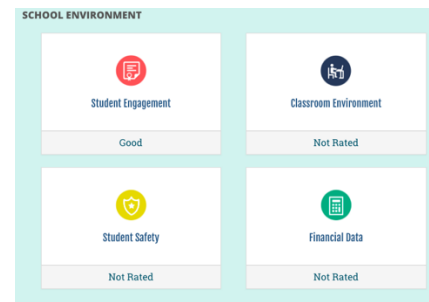 SCHOOL ENVIRONMENT
Student Engagement
Classroom Environment
Good
Not Rated
Student Safety
Financial Data
Not Rated
Not Rated